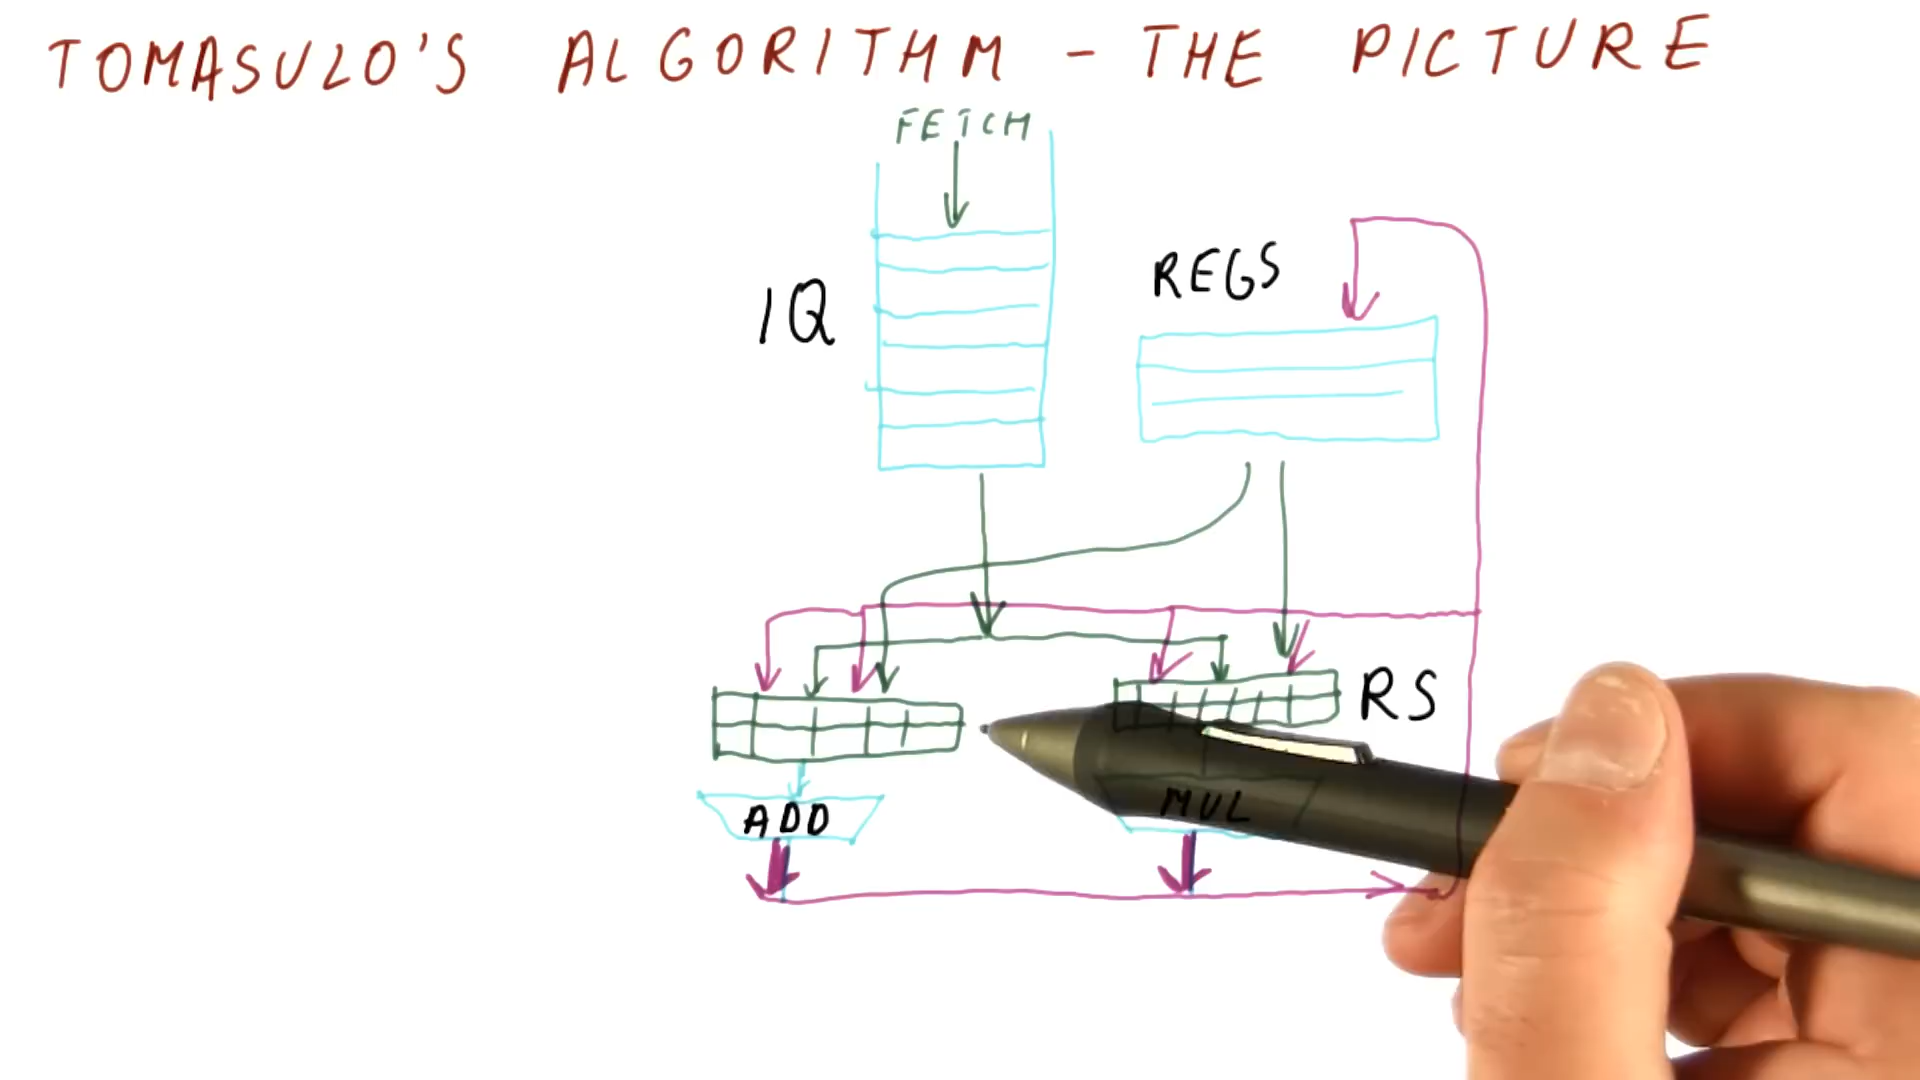 TOMASULO'S ALGORITHM - THE PICTURE
FETCH
IQ
REGS
RS
ADD
MUL